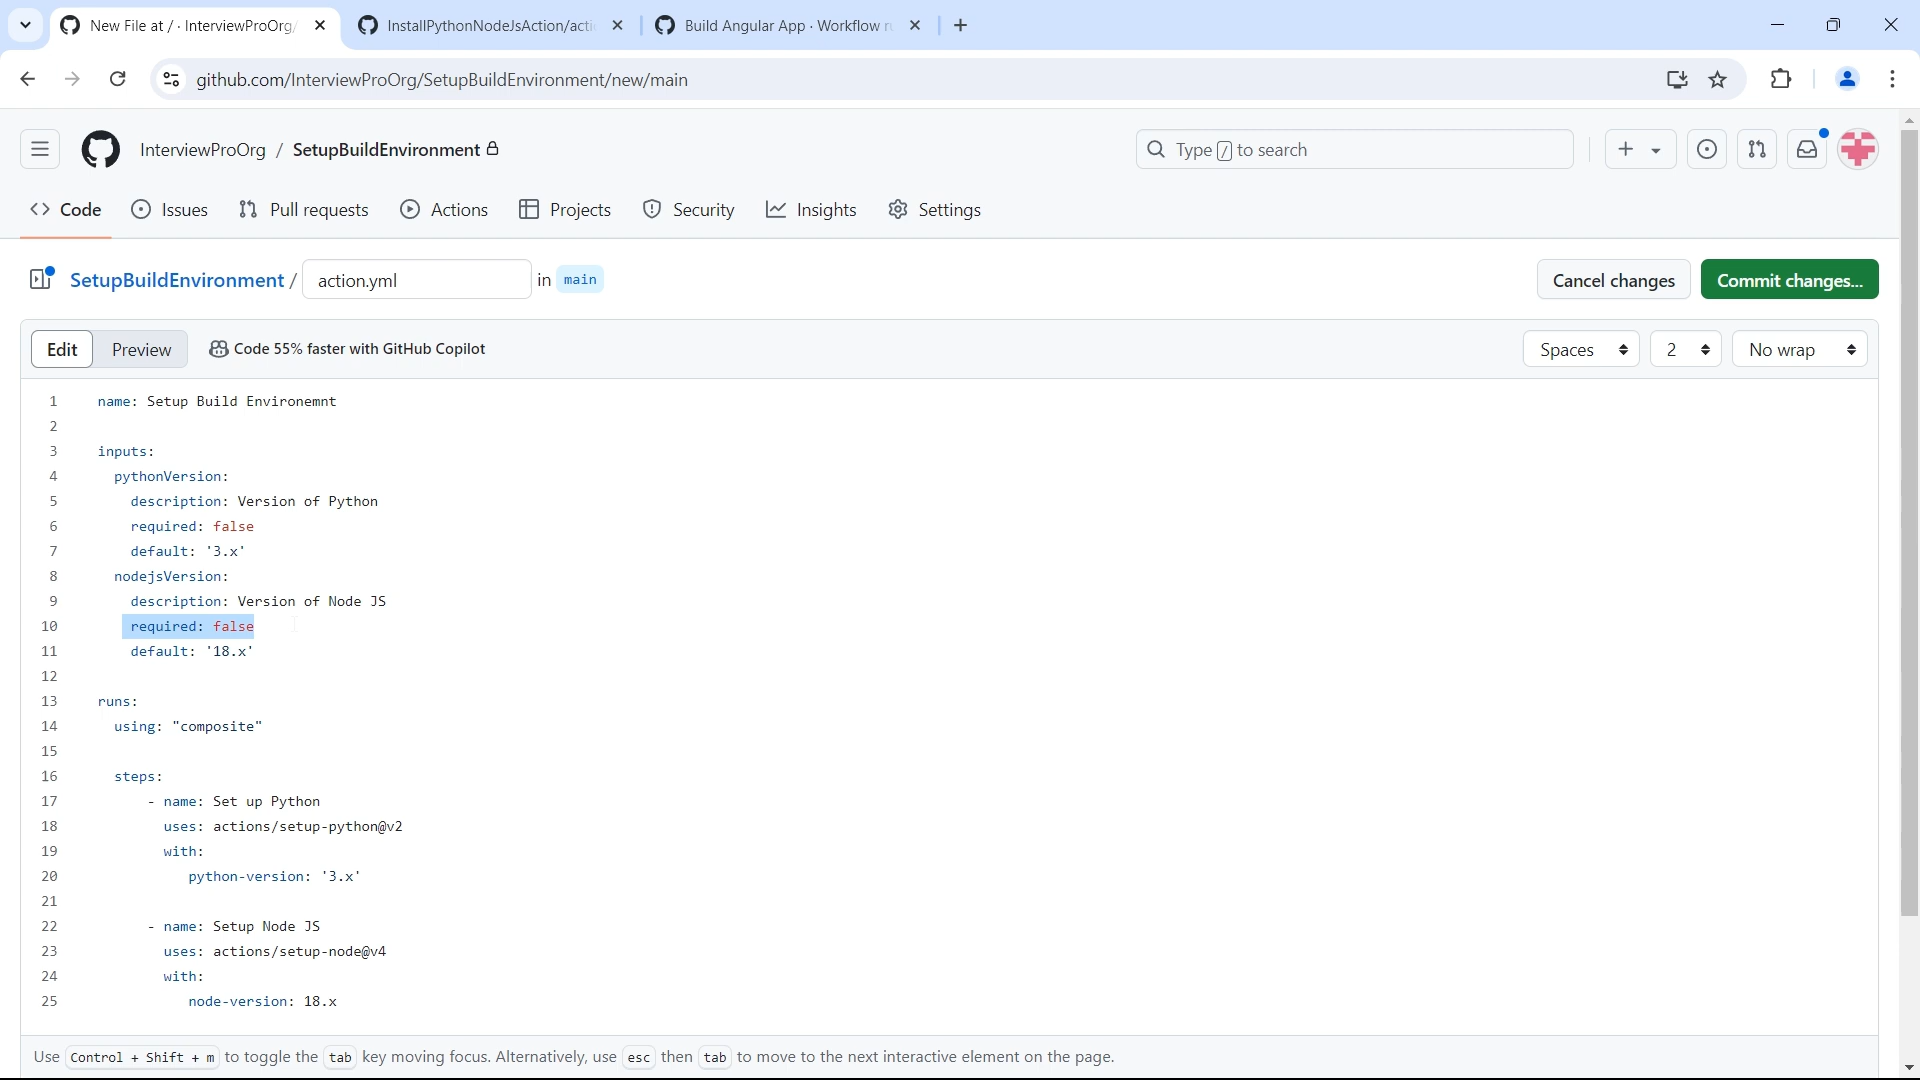 New File at / · InterviewProOrg/
InstallPythonNodeJsAction/acti
Build Angular App · Workflow r
github.com/InterviewProOrg/SetupBuildEnvironment/new/main
InterviewProOrg / SetupBuildEnvironment
Type / to search
Code
Issues
Pull requests
Actions
Projects
Security
Insights
Settings
SetupBuildEnvironment / action.yml in main
Cancel changes
Commit changes...
Edit
Preview
Code 55% faster with GitHub Copilot
Spaces
2
No wrap
1 name: Setup Build Environemnt
2
3 inputs:
4 pythonVersion:
5 description: Version of Python
6 required: false
7 default: '3.x'
8 nodejsVersion:
9 description: Version of Node JS
10 required: false
11 default: '18.x'
12
13 runs:
14 using: "composite"
15
16 steps:
17 - name: Set up Python
18 uses: actions/setup-python@v2
19 with:
20 python-version: '3.x'
21
22 - name: Setup Node JS
23 uses: actions/setup-node@v4
24 with:
25 node-version: 18.x
Use Control + Shift + m to toggle the tab key moving focus. Alternatively, use esc then tab to move to the next interactive element on the page.